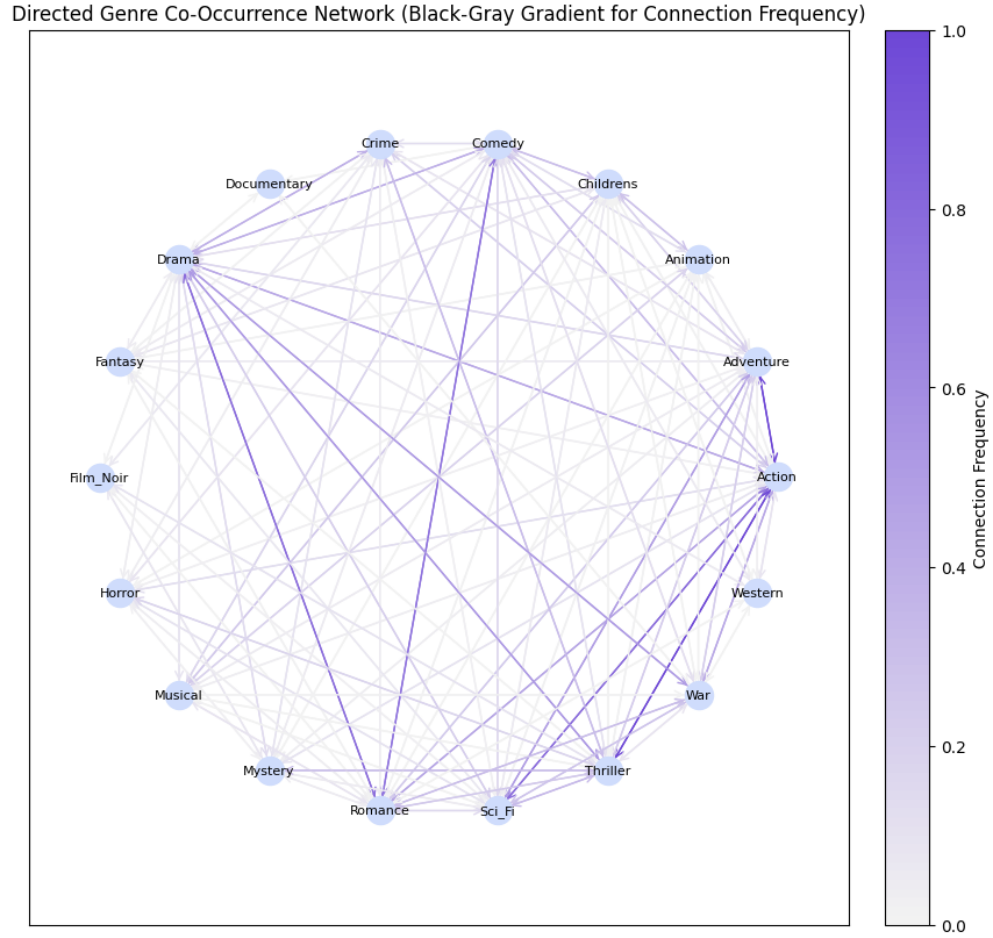 Directed Genre Co-Occurrence Network (Black-Gray Gradient for Connection Frequency)
1.0
Crime
Comedy
Documentary
Childrens
0.8
Drama
Animation
Fantasy
Adventure
0.6
Connection Frequency
Film_Noir
Action
0.4
Horror
Western
Musical
War
0.2
Mystery
Thriller
Romance
Sci_Fi
0.0